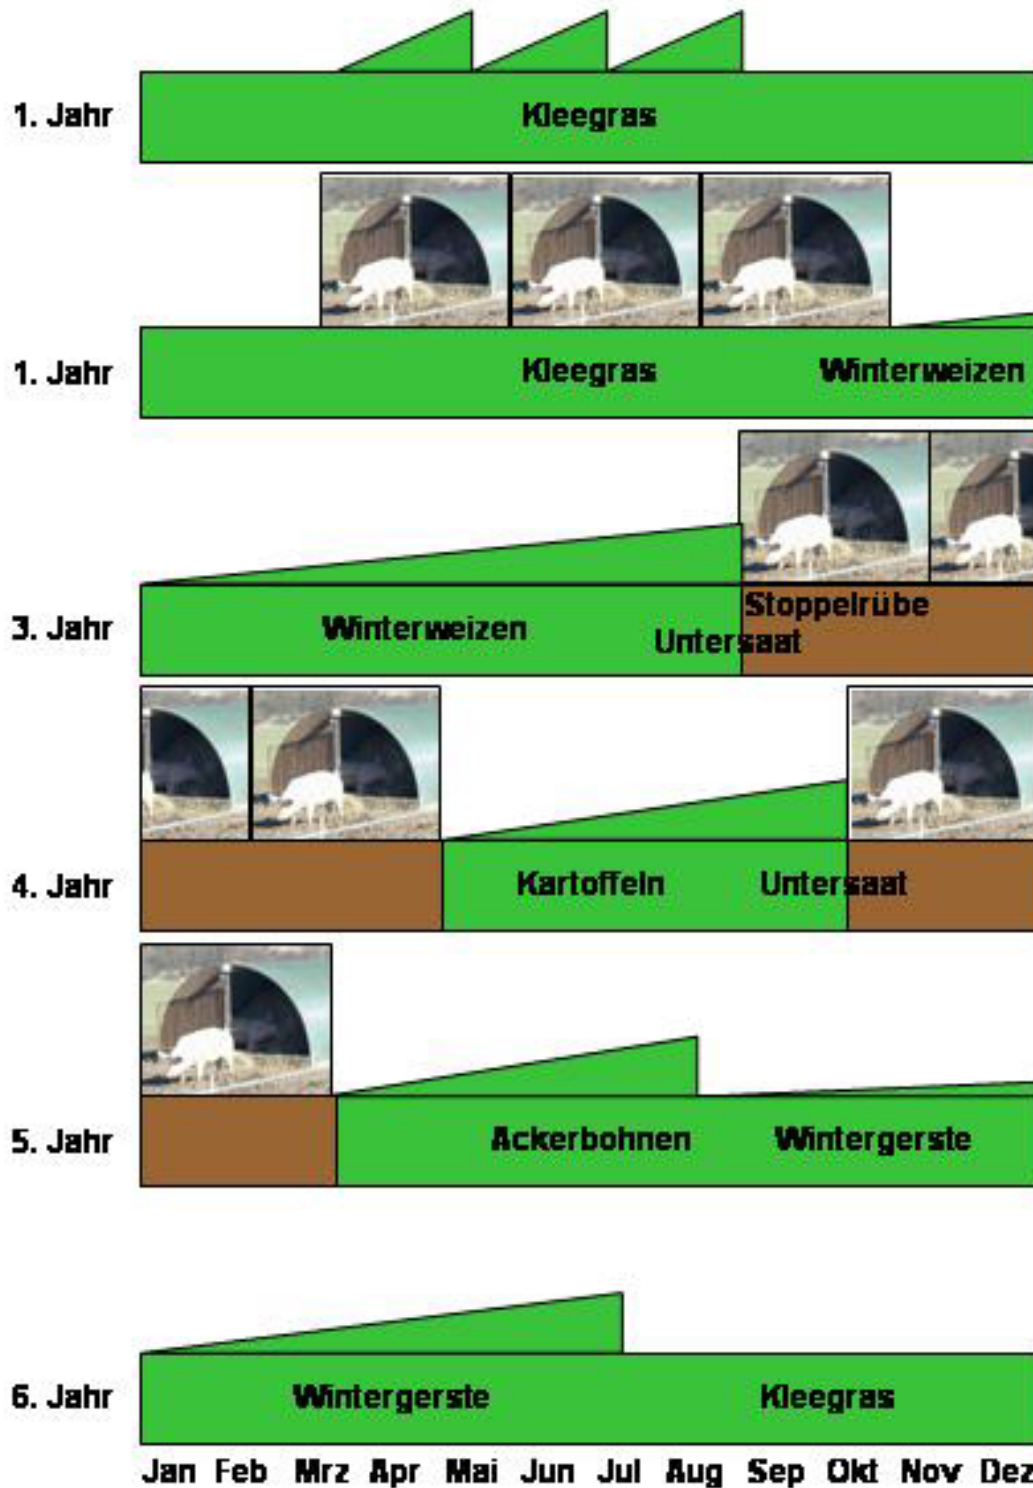 1. Jahr Kleegras
1. Jahr Kleegras Winterweizen
3. Jahr Winterweizen Untersaat Stoppelrübe
4. Jahr Kartoffeln Untersaat
5. Jahr Ackerbohnen Wintergerste
6. Jahr Wintergerste Kleegras
Jan Feb Mrz Apr Mai Jun Jul Aug Sep Okt Nov Dez